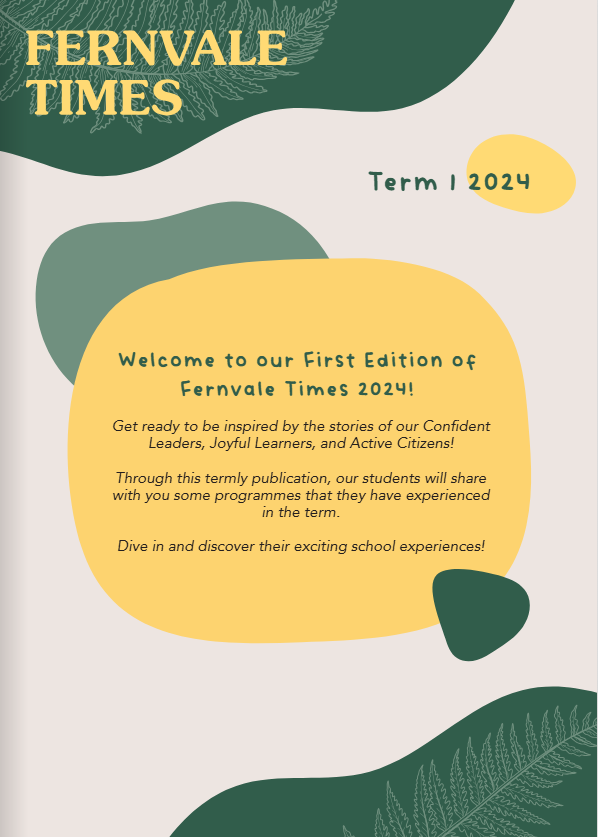 FERNVALE
TIMES
Term 1 2024
Welcome to our First Edition of
Fernvale Times 2024!
Get ready to be inspired by the stories of our Confident
Leaders, Joyful Learners, and Active Citizens!
Through this termly publication, our students will share
with you some programmes that they have experienced
in the term.
Dive in and discover their exciting school experiences!